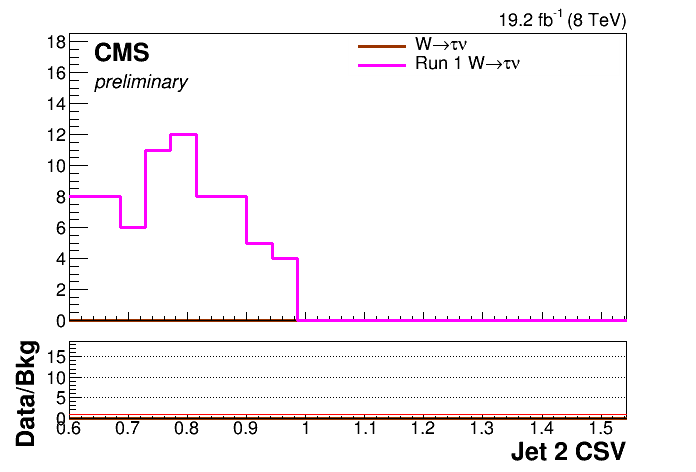 19.2 fb-1 (8 TeV)
CMS
preliminary
W→τν
Run 1 W→τν
18
16
14
12
10
8
6
4
2
0
Data/Bkg
15
10
5
0
0.6 0.7 0.8 0.9 1 1.1 1.2 1.3 1.4 1.5
Jet 2 CSV